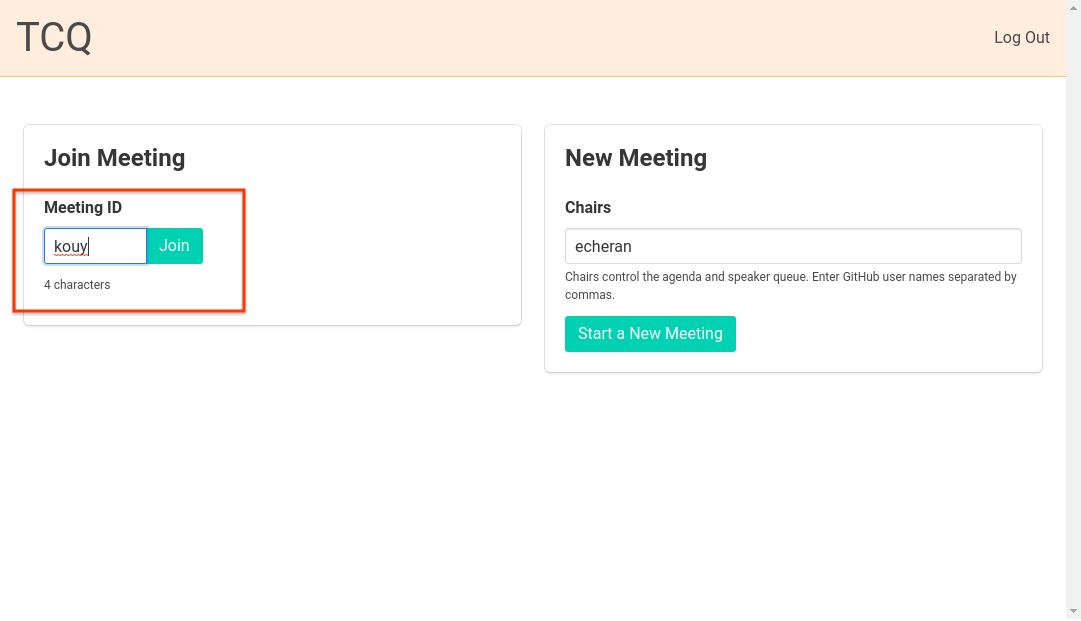 TCQ
Log Out
Join Meeting
Meeting ID
kouy
Join
4 characters
New Meeting
Chairs
echeran
Chairs control the agenda and speaker queue. Enter GitHub user names separated by
commas.
Start a New Meeting